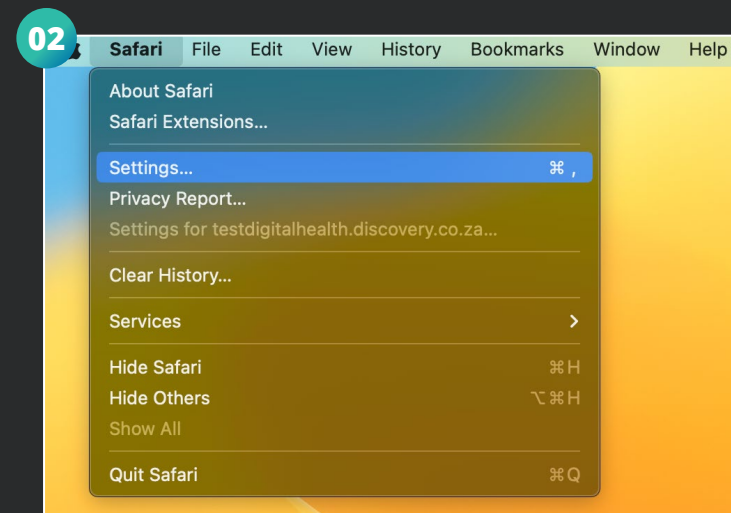 02
Safari File Edit View History Bookmarks Window Help
About Safari
Safari Extensions...
Settings... ⌘ ,
Privacy Report...
Settings for testdigitalhealth.discovery.co.za...
Clear History...
Services
Hide Safari ⌘H
Hide Others ⌥⌘H
Show All
Quit Safari ⌘Q